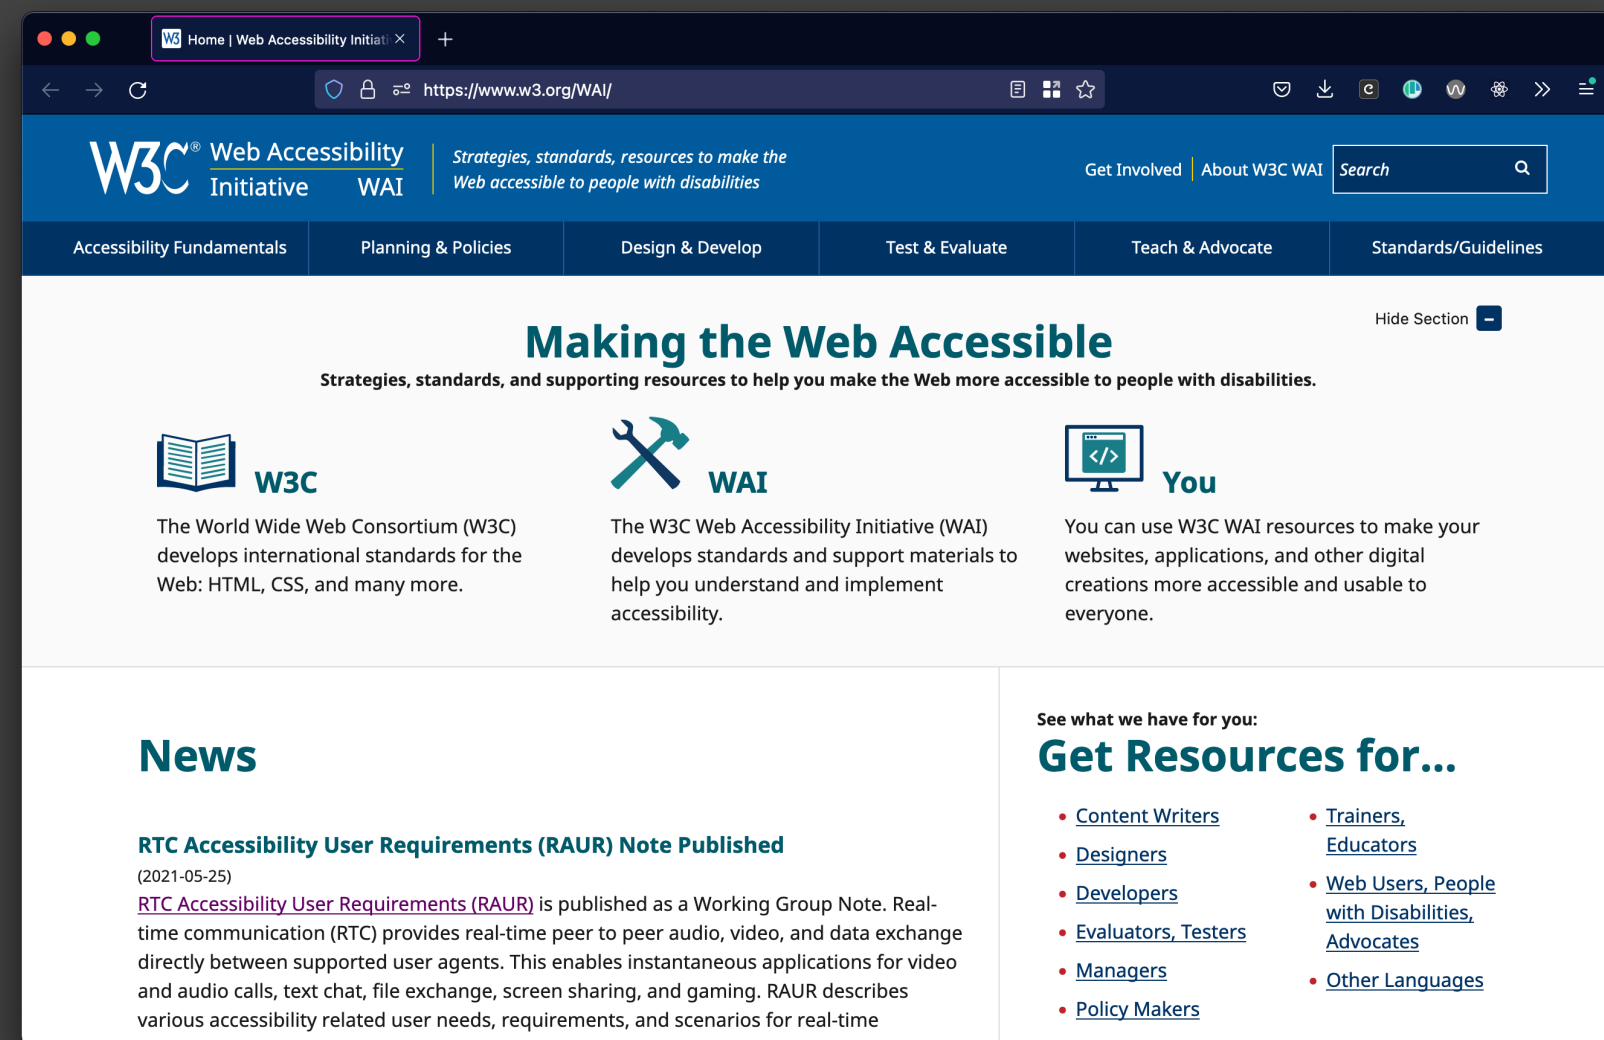 Home | Web Accessibility Initiati
https://www.w3.org/WAI/
W3C® Web Accessibility
Initiative WAI
Strategies, standards, resources to make the
Web accessible to people with disabilities
Get Involved
About W3C WAI
Search
Accessibility Fundamentals
Planning & Policies
Design & Develop
Test & Evaluate
Teach & Advocate
Standards/Guidelines
Hide Section
Making the Web Accessible
Strategies, standards, and supporting resources to help you make the Web more accessible to people with disabilities.
W3C
The World Wide Web Consortium (W3C)
develops international standards for the
Web: HTML, CSS, and many more.
WAI
The W3C Web Accessibility Initiative (WAI)
develops standards and support materials to
help you understand and implement
accessibility.
</>
You
You can use W3C WAI resources to make your
websites, applications, and other digital
creations more accessible and usable to
everyone.
News
RTC Accessibility User Requirements (RAUR) Note Published
(2021-05-25)
RTC Accessibility User Requirements (RAUR) is published as a Working Group Note. Real-
time communication (RTC) provides real-time peer to peer audio, video, and data exchange
directly between supported user agents. This enables instantaneous applications for video
and audio calls, text chat, file exchange, screen sharing, and gaming. RAUR describes
various accessibility related user needs, requirements, and scenarios for real-time
See what we have for you:
Get Resources for...
Content Writers
Designers
Developers
Evaluators, Testers
Managers
Policy Makers
Trainers,
Educators
Web Users, People
with Disabilities,
Advocates
Other Languages